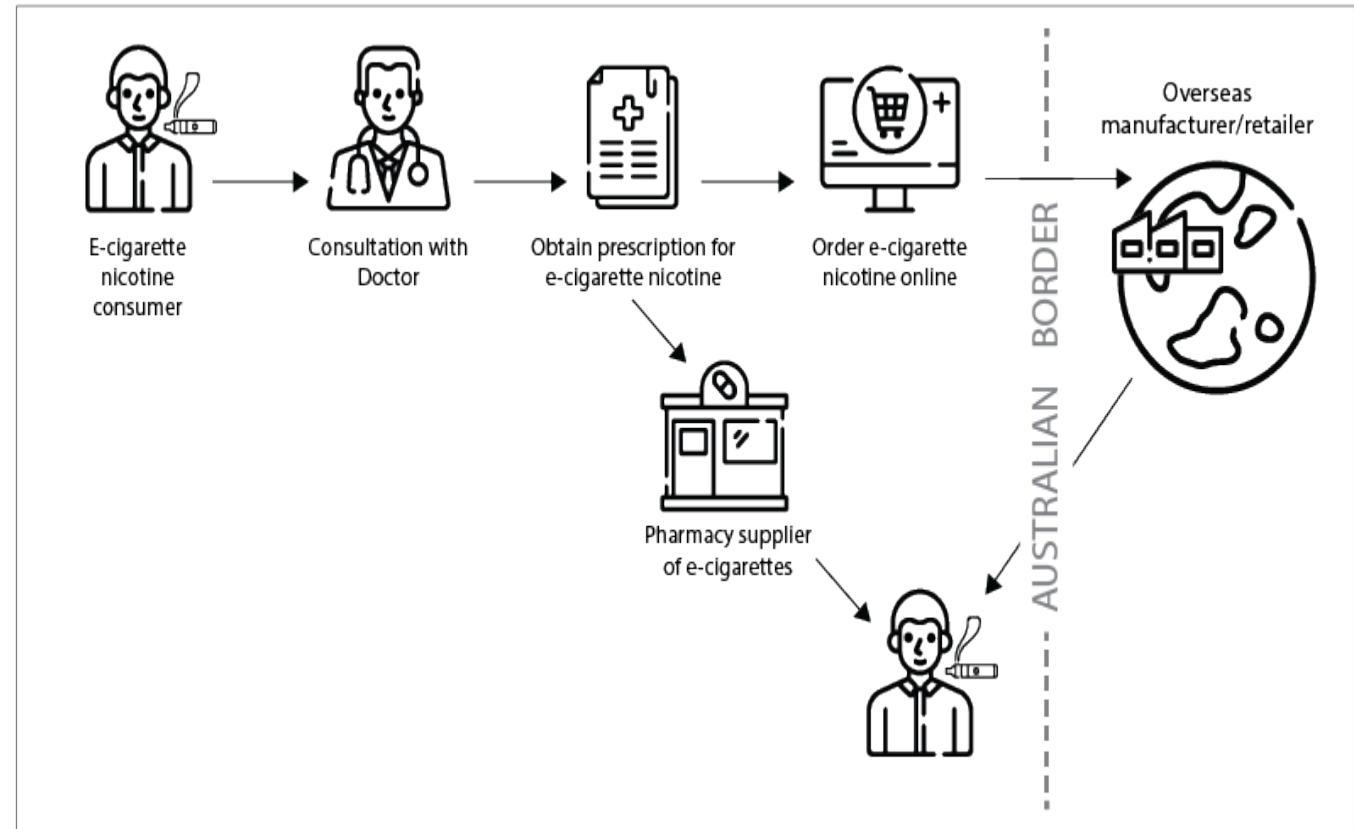 E-cigarette
nicotine
consumer
Consultation with
Doctor
Obtain prescription for
e-cigarette nicotine
Order e-cigarette
nicotine online
Overseas
manufacturer/retailer
AUSTRALIAN BORDER
Pharmacy supplier
of e-cigarettes